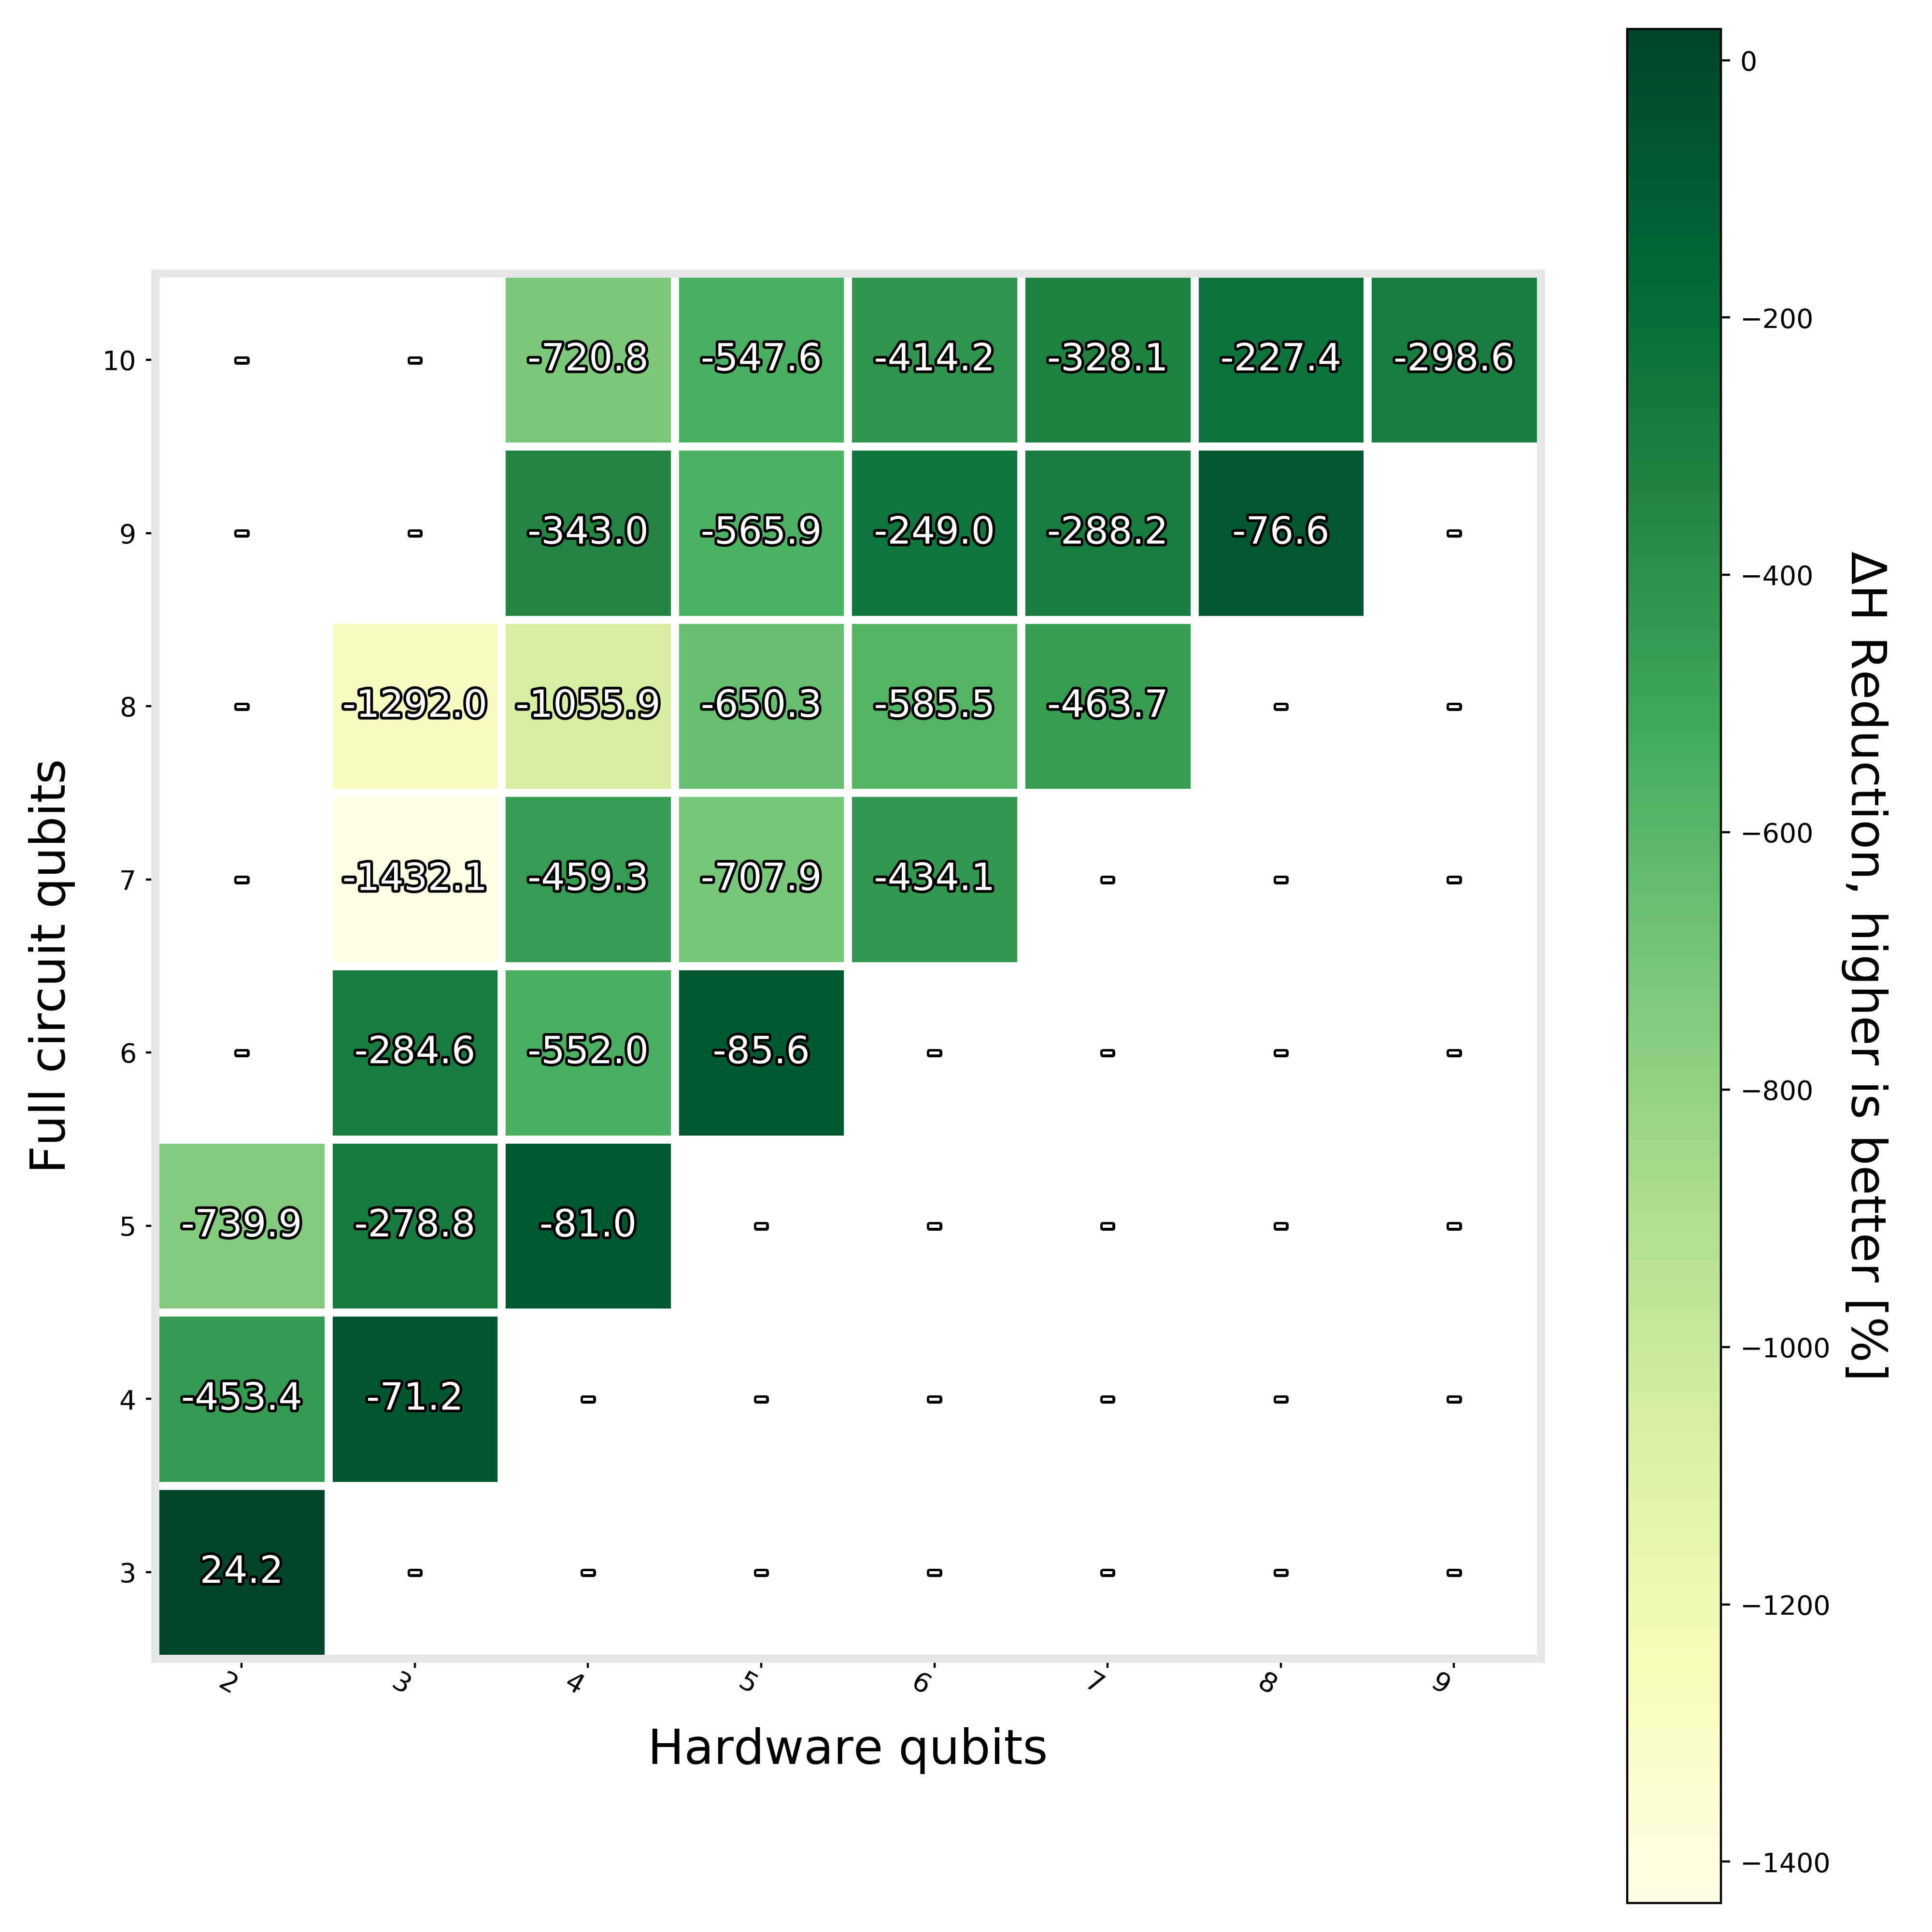 10 - - -720.8 -547.6 -414.2 -328.1 -227.4 -298.6
9 - - -343.0 -565.9 -249.0 -288.2 -76.6 -
8 - -1292.0 -1055.9 -650.3 -585.5 -463.7 - -
7 - -1432.1 -459.3 -707.9 -434.1 - - -
6 - -284.6 -552.0 -85.6 - - - -
5 -739.9 -278.8 -81.0 - - - - -
4 -453.4 -71.2 - - - - - -
3 24.2 - - - - - - -
2 3 4 5 6 7 8 9
Hardware qubits
Full circuit qubits
0
−200
−400
−600
−800
−1000
−1200
−1400
ΔH Reduction, higher is better [%]